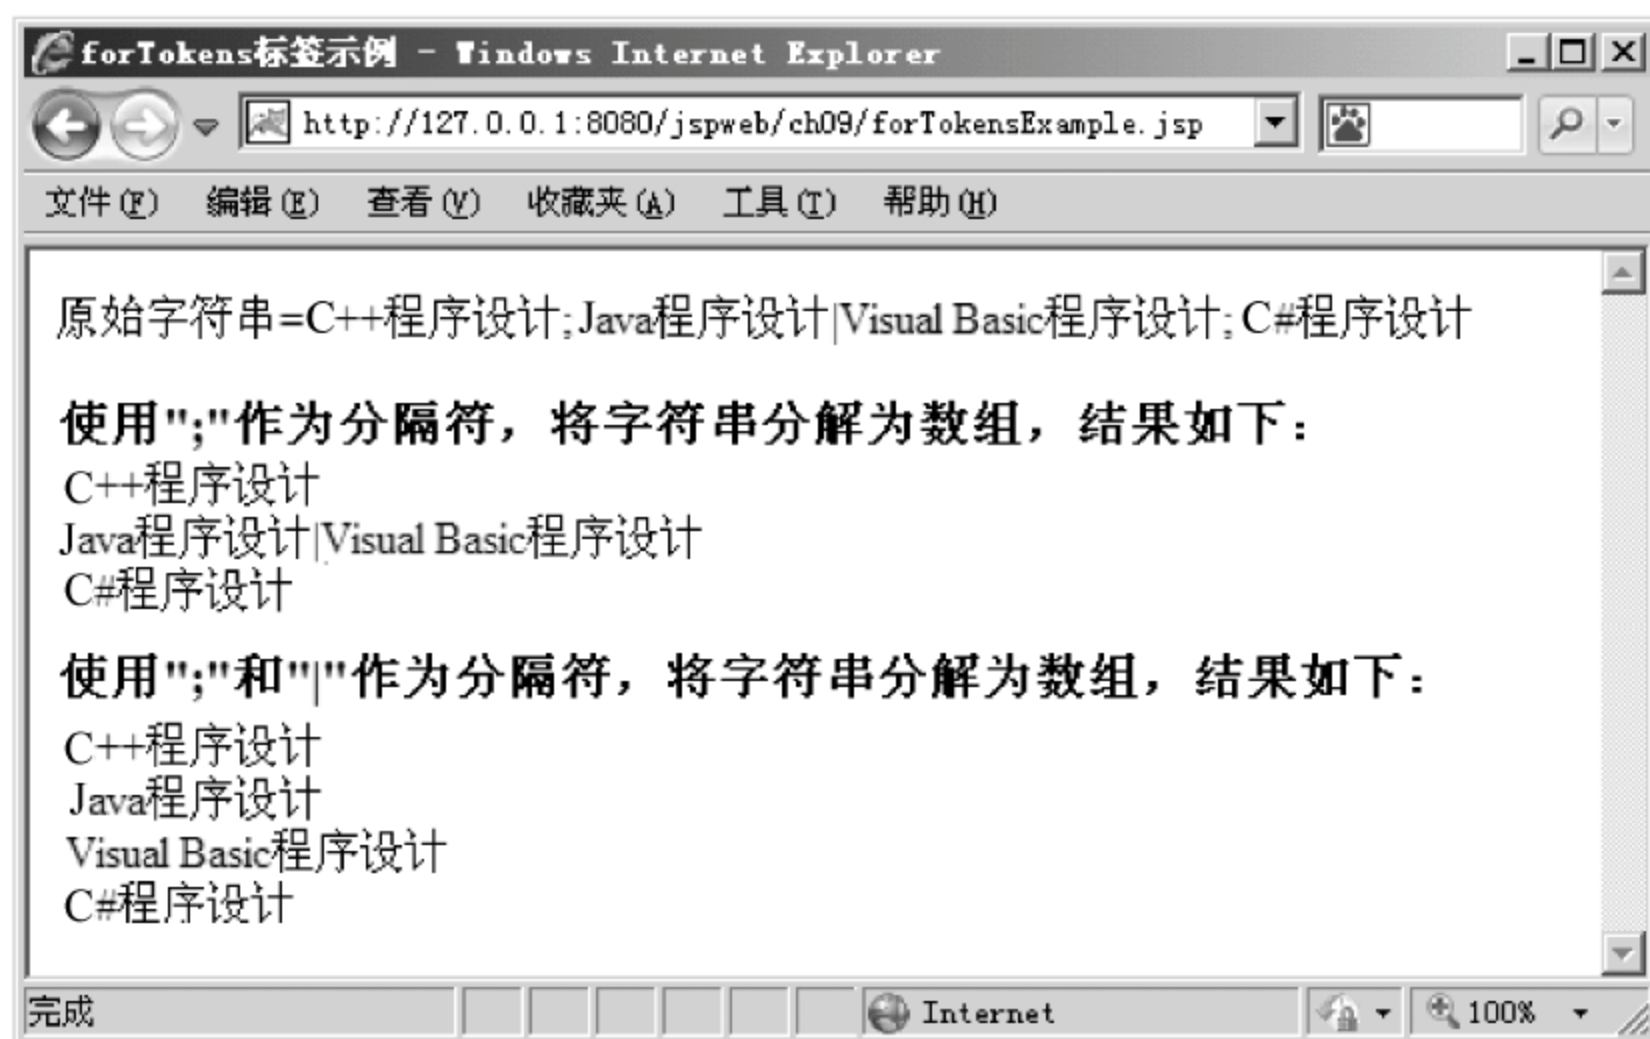 forTokens标签示例 - Windows Internet Explorer
http://127.0.0.1:8080/jspweb/ch09/forTokensExample.jsp
文件(F) 编辑(E) 查看(V) 收藏夹(A) 工具(T) 帮助(H)
原始字符串=C++程序设计;Java程序设计|Visual Basic程序设计;C#程序设计
使用";"作为分隔符，将字符串分解为数组，结果如下：
C++程序设计
Java程序设计|Visual Basic程序设计
C#程序设计
使用";"和"|"作为分隔符，将字符串分解为数组，结果如下：
C++程序设计
Java程序设计
Visual Basic程序设计
C#程序设计
完成 Internet 100%